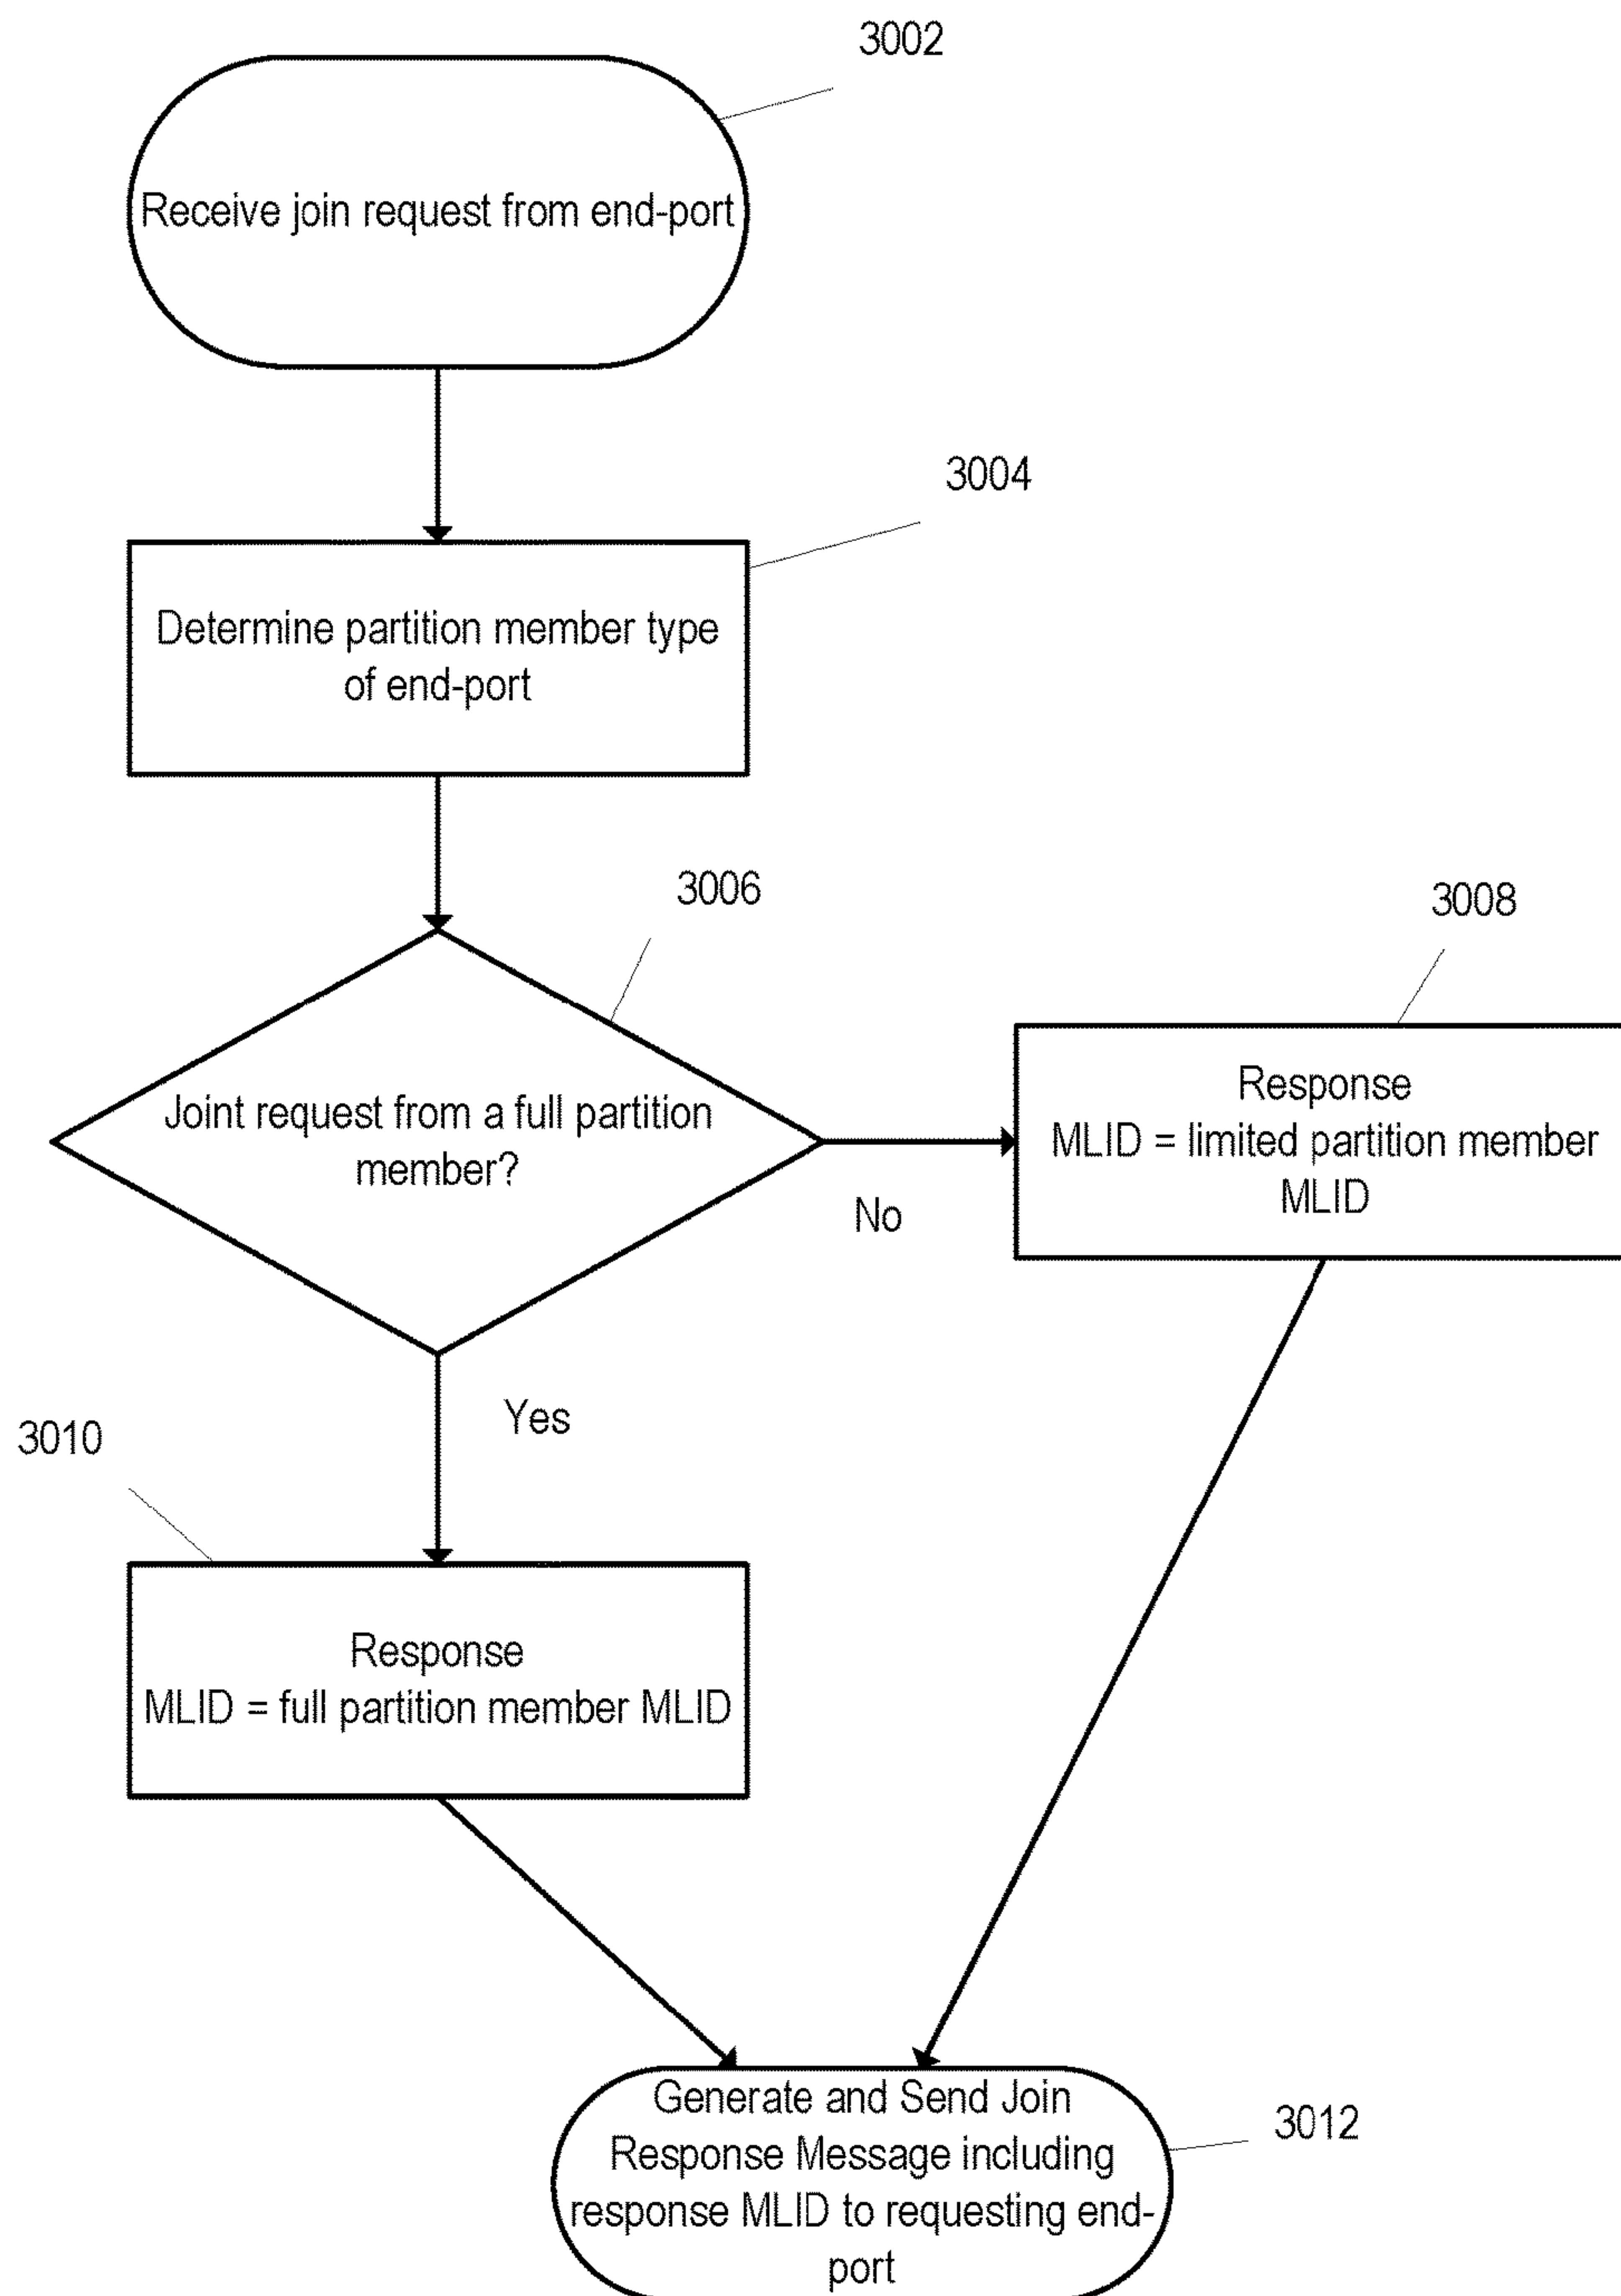 3002
Receive join request from end-port
3004
Determine partition member type
of end-port
3006
3008
Joint request from a full partition
member?
Response
MLID = limited partition member
MLID
No
Yes
3010
Response
MLID = full partition member MLID
Generate and Send Join
Response Message including
response MLID to requesting end-
port
3012